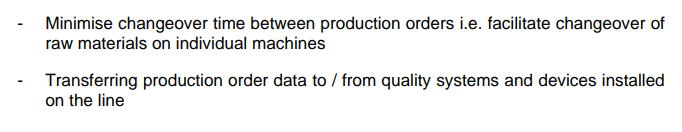 - Minimise changeover time between production orders i.e. facilitate changeover of
raw materials on individual machines
- Transferring production order data to / from quality systems and devices installed
on the line